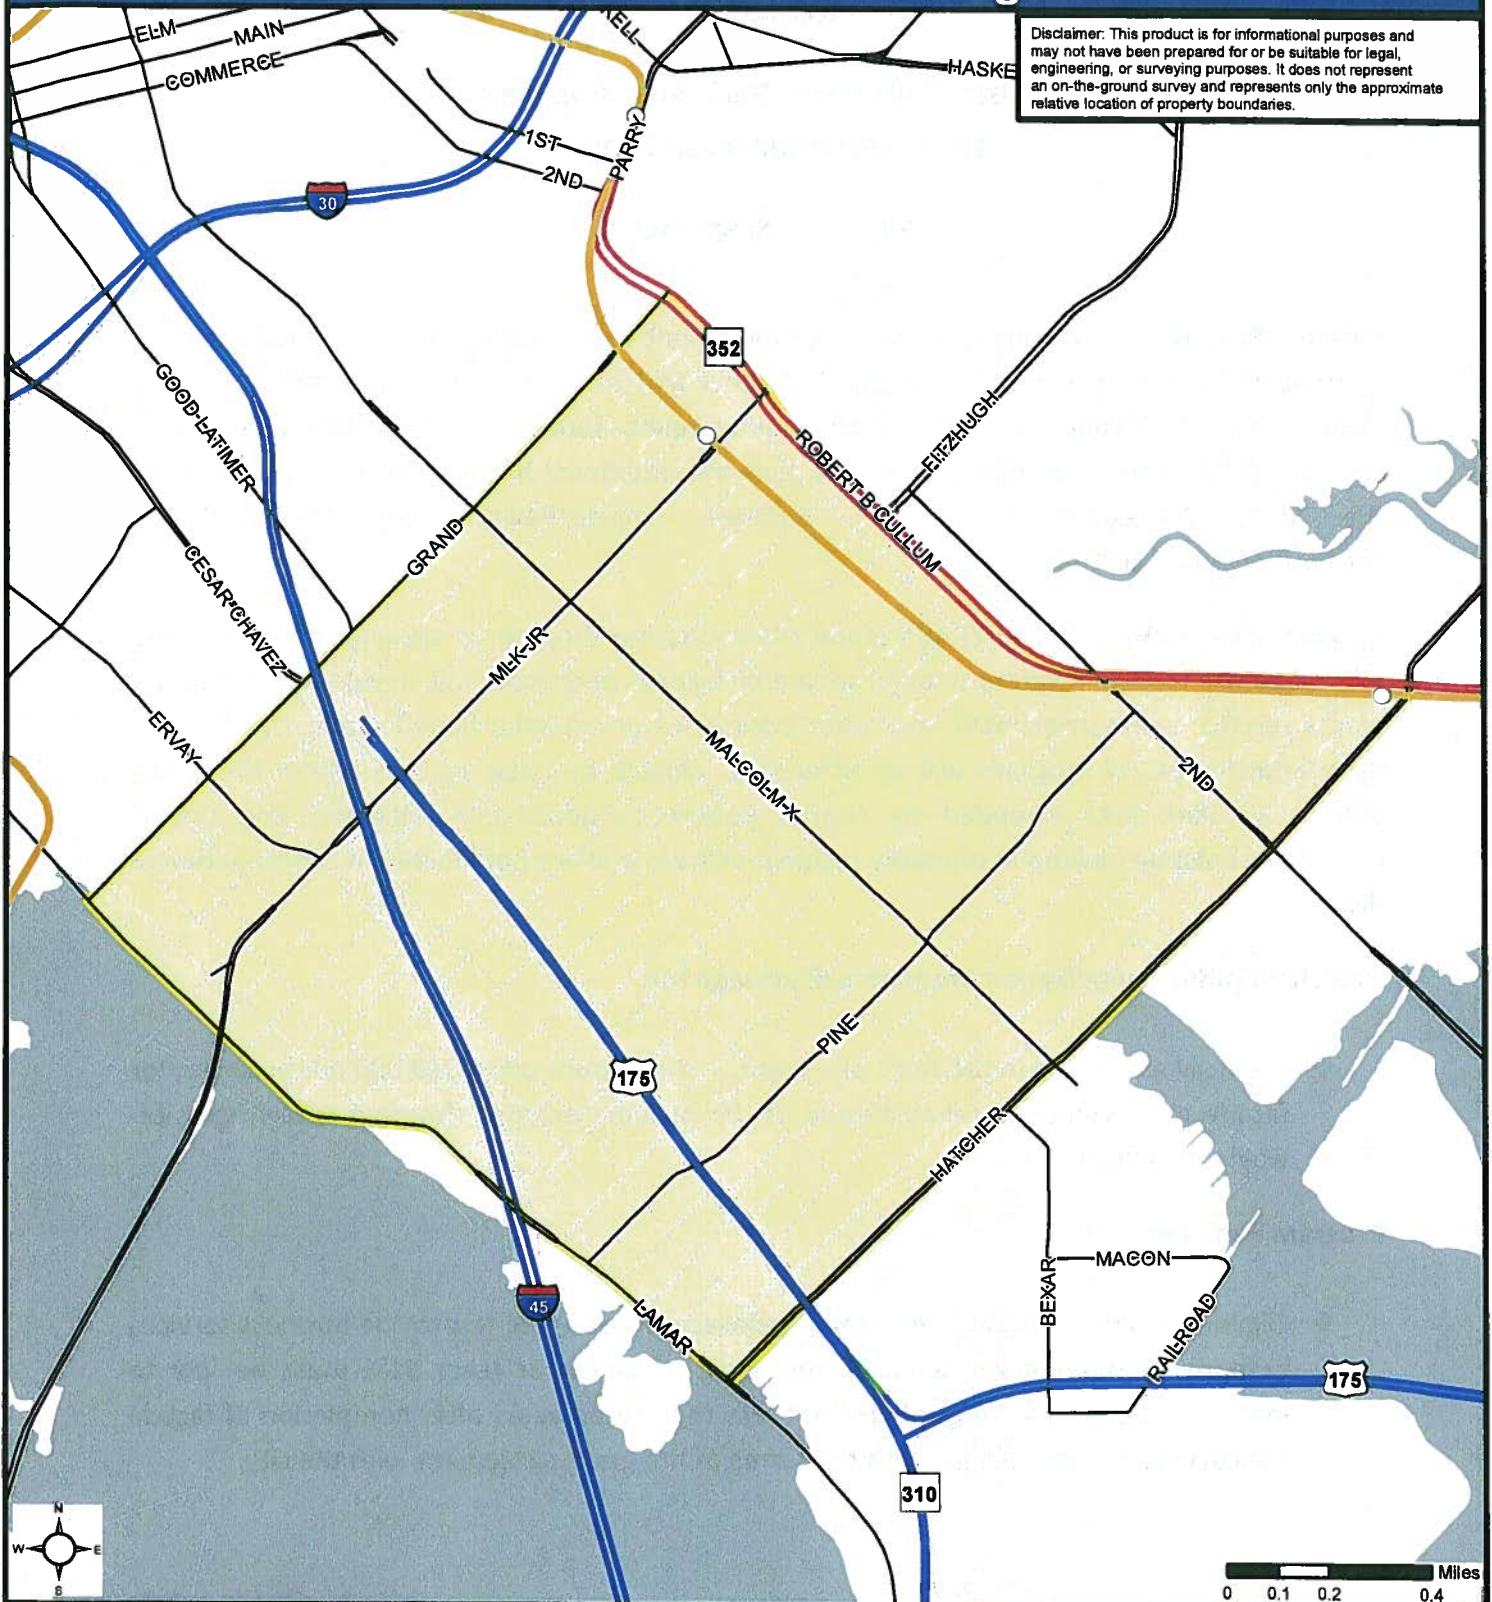 Disclaimer: This product is for informational purposes and
may not have been prepared for or be suitable for legal,
engineering, or surveying purposes. It does not represent
an on-the-ground survey and represents only the approximate
relative location of property boundaries.
ELM
MAIN
COMMERCE
KELL
HASKE
1ST
2ND
PARRY
30
352
GOOD-LATIMER
FITZHUGH
ROBERT B CULLUM
GRAND
CESAR CHAVEZ
MLK JR
ERVAY
MALCOLM X
2ND
PINE
175
HATCHER
MACON
BEXAR
RAILROAD
45
LAMAR
175
310
N
W E
S
Miles
0 0.1 0.2 0.4